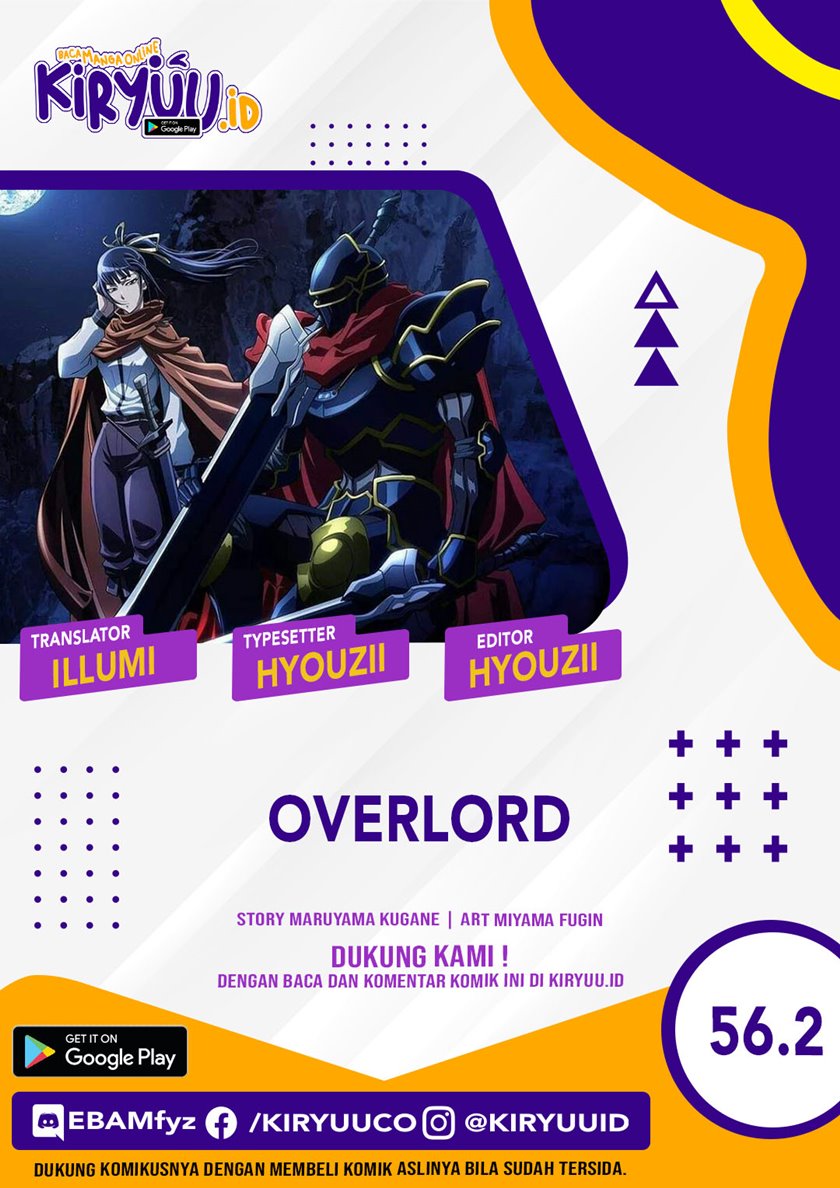 BACA MANGA ONLINE
KIRYUU.ID
GET IT ON
Google Play
TRANSLATOR
ILLUMI
TYPESETTER
HYOUZII
EDITOR
HYOUZII
OVERLORD
STORY MARUYAMA KUGANE | ART MIYAMA FUGIN
DUKUNG KAMI !
DENGAN BACA DAN KOMENTAR KOMIK INI DI KIRYUU.ID
56.2
GET IT ON
Google Play
EBAMfyz /KIRYUUCO @KIRYUUID
DUKUNG KOMIKUSNYA DENGAN MEMBELI KOMIK ASLINYA BILA SUDAH TERSIDA.